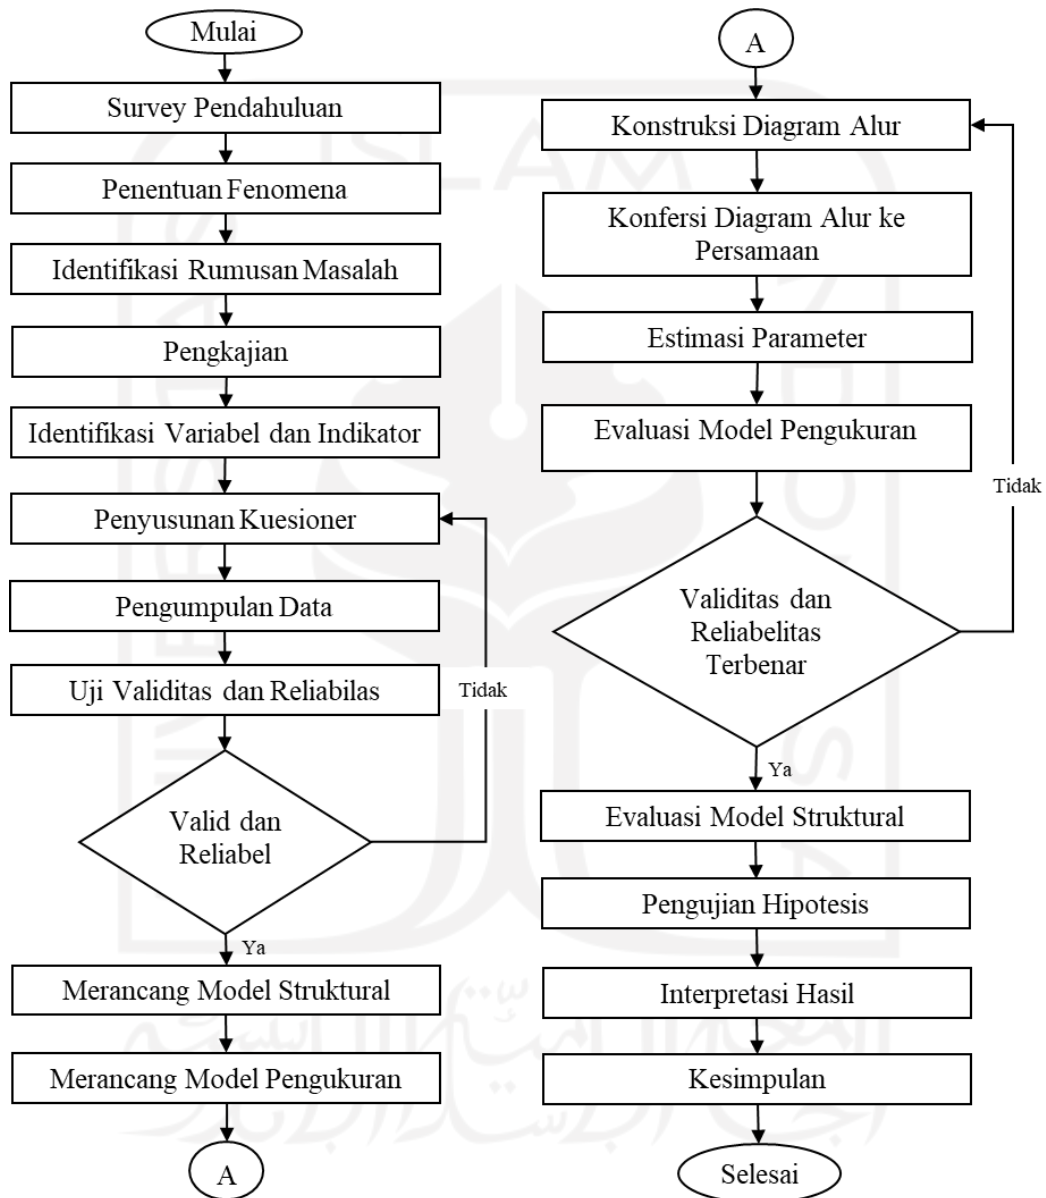 Mulai
Survey Pendahuluan
Penentuan Fenomena
Identifikasi Rumusan Masalah
Pengkajian
Identifikasi Variabel dan Indikator
Penyusunan Kuesioner
Pengumpulan Data
Uji Validitas dan Reliabilas
Tidak
Valid dan
Reliabel
Ya
Merancang Model Struktural
Merancang Model Pengukuran
A
A
Konstruksi Diagram Alur
Konfersi Diagram Alur ke
Persamaan
Estimasi Parameter
Evaluasi Model Pengukuran
Tidak
Validitas dan
Reliabelitas
Terbenar
Ya
Evaluasi Model Struktural
Pengujian Hipotesis
Interpretasi Hasil
Kesimpulan
Selesai
ISLAM